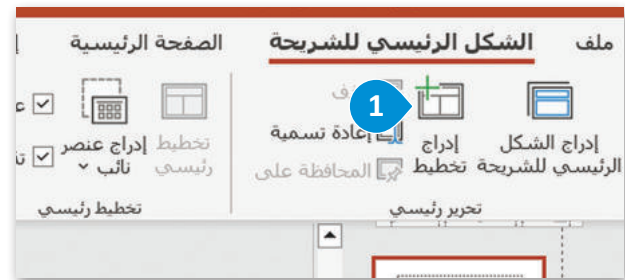 ملف الشكل الرئيسي للشريحة الصفحة الرئيسية
إدراج الشكل الرئيسي للشريحة
إدراج تخطيط
1
إعادة تسمية
المحافظة على
تحرير رئيسي
تخطيط رئيسي
إدراج عنصر نائب
تخطيط رئيسي